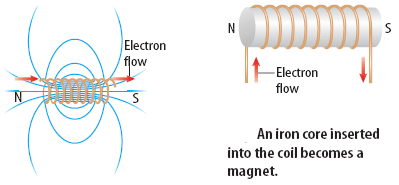 Electron
flow
N
S
N
S
Electron
flow
An iron core inserted
into the coil becomes a
magnet.